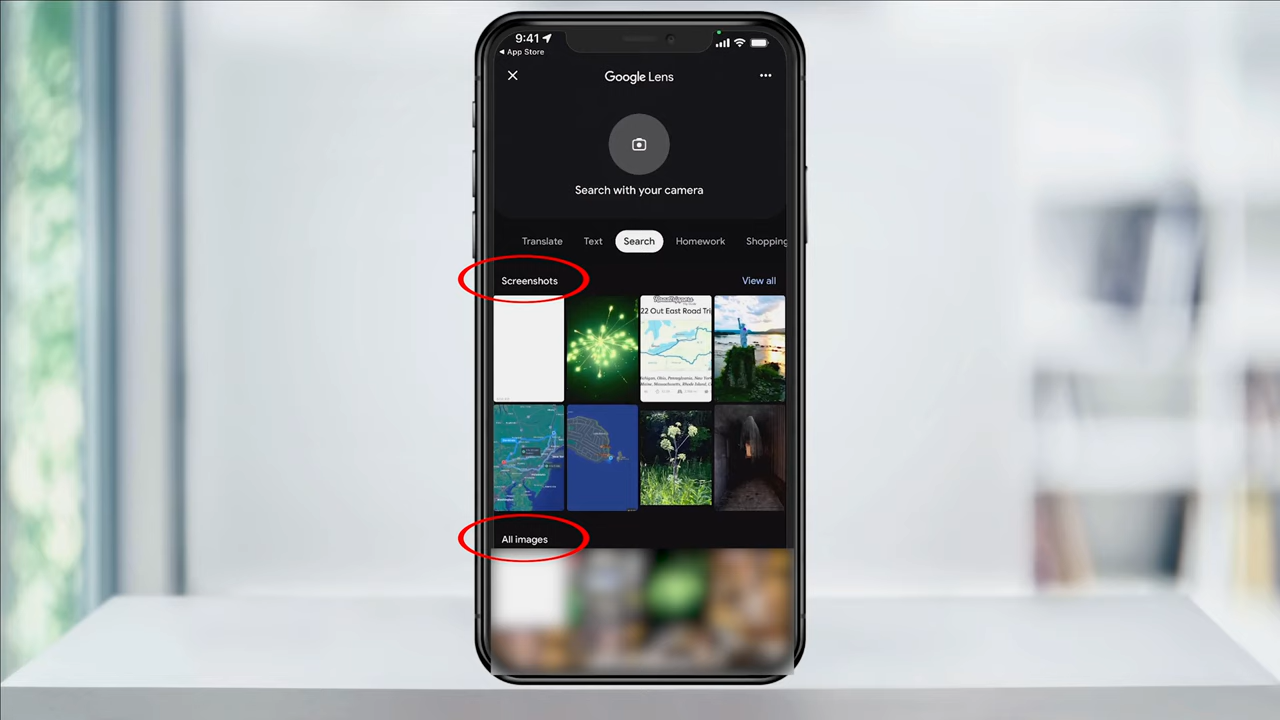 9:41
App Store
Google Lens
Search with your camera
Translate Text Search Homework Shopping
Screenshots View all
Roadtrippers
22 Out East Road Tri
All images